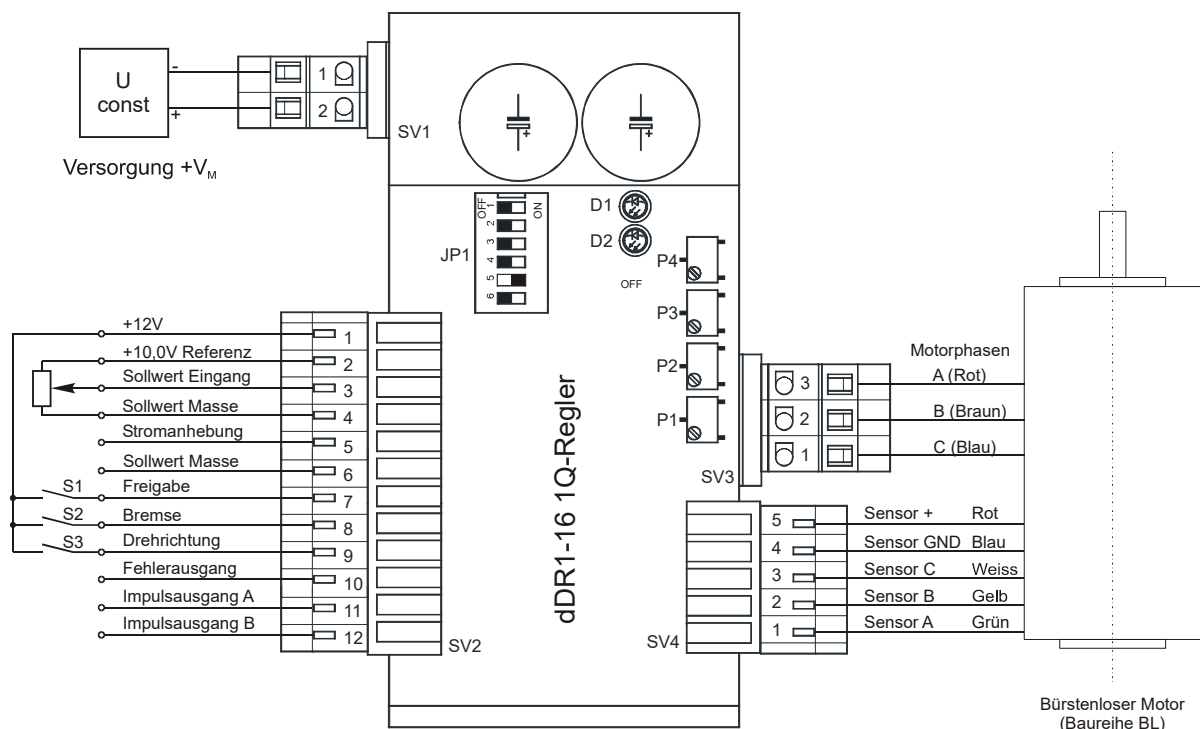 U
const
-
+
Versorgung +VM
1
2
SV1
OFF
ON
1
2
3
4
5
6
JP1
D1
D2
OFF
P4
P3
P2
P1
dDR1-16 1Q-Regler
+12V
1
+10,0V Referenz
2
Sollwert Eingang
3
Sollwert Masse
4
Stromanhebung
5
Sollwert Masse
6
S1
Freigabe
7
S2
Bremse
8
S3
Drehrichtung
9
Fehlerausgang
10
Impulsausgang A
11
Impulsausgang B
12
SV2
Motorphasen
3
A (Rot)
2
B (Braun)
1
C (Blau)
SV3
5
Sensor + Rot
4
Sensor GND Blau
3
Sensor C Weiss
2
Sensor B Gelb
1
Sensor A Grün
SV4
Bürstenloser Motor
(Baureihe BL)